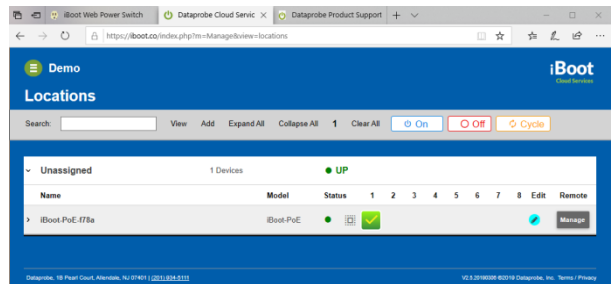 iBoot Web Power Switch
Dataprobe Cloud Servic
Dataprobe Product Support
https://iboot.co/index.php?m=Manage&view=locations
Demo
iBoot
Cloud Services
Locations
Search: View Add Expand All Collapse All 1 Clear All On Off Cycle
Unassigned 1 Devices UP
Name Model Status 1 2 3 4 5 6 7 8 Edit Remote
iBoot-PoE-f78a iBoot-PoE Manage
Dataprobe, 1B Pearl Court, Allendale, NJ 07401 | (201) 934-5111 ©2019 Dataprobe, Inc. Terms / Privacy